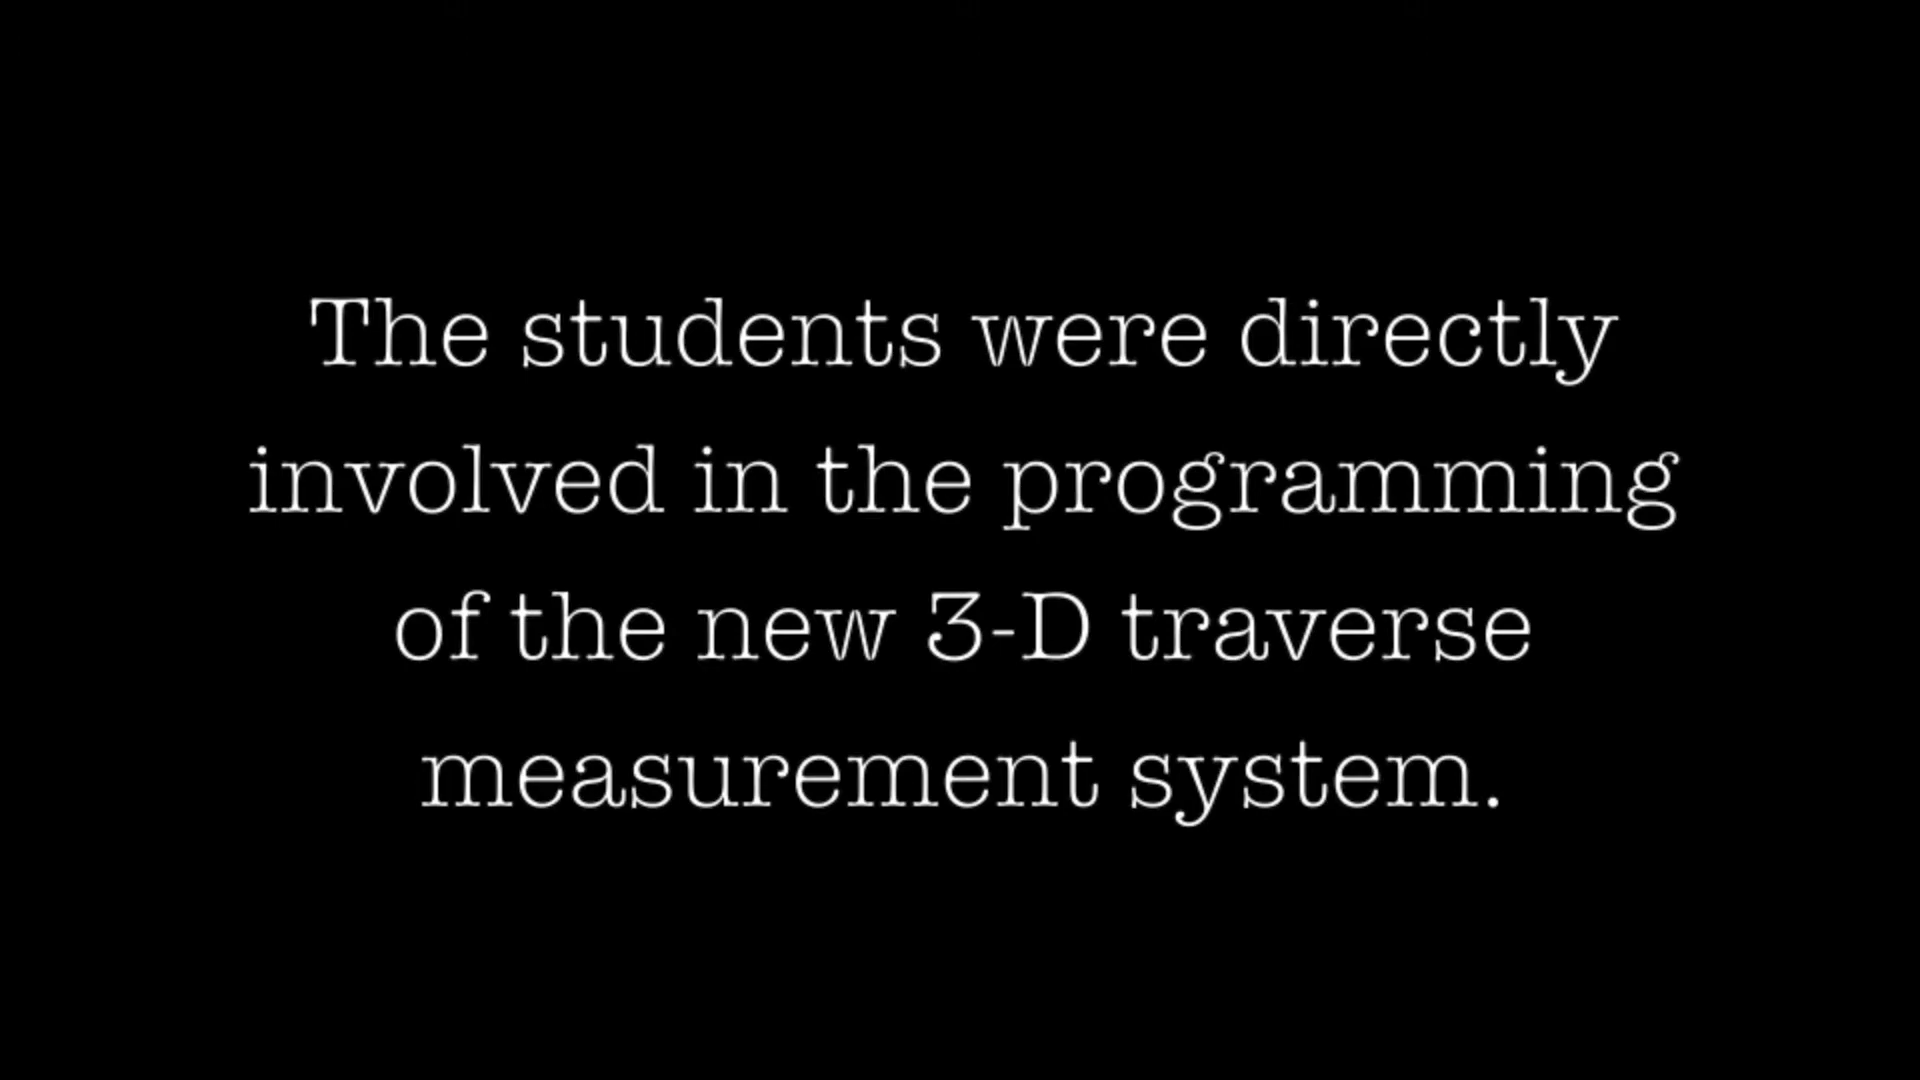 The students were directly
involved in the programming
of the new 3-D traverse
measurement system.